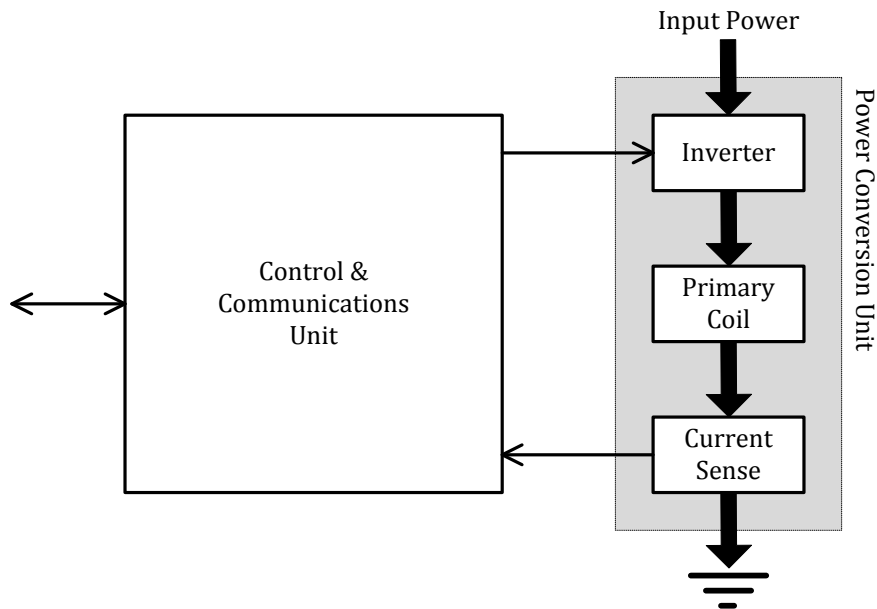 Input Power
Inverter
Control &
Communications
Unit
Primary
Coil
Current
Sense
Power Conversion Unit